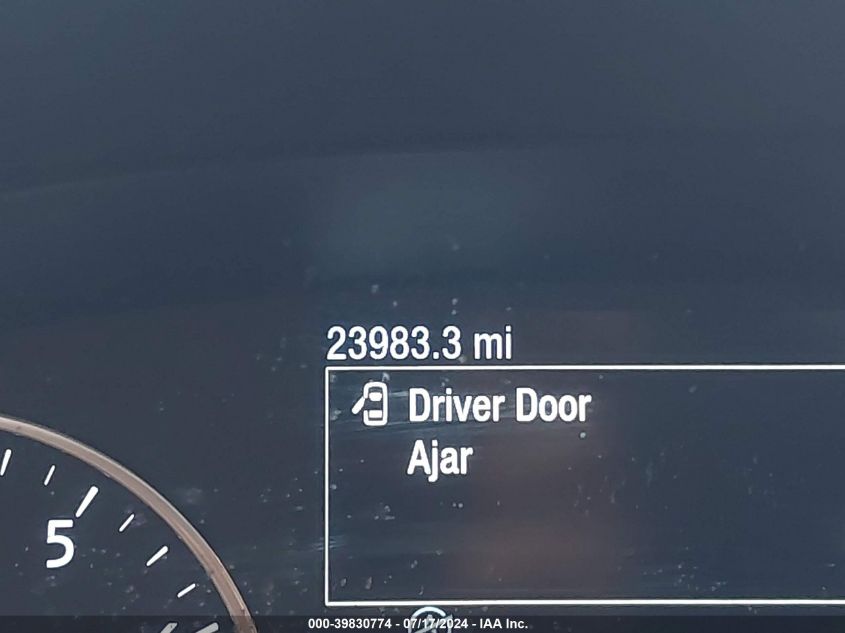 23983.3 mi
Driver Door
Ajar
5
000-39830774 - 07/17/2024 - IAA Inc.